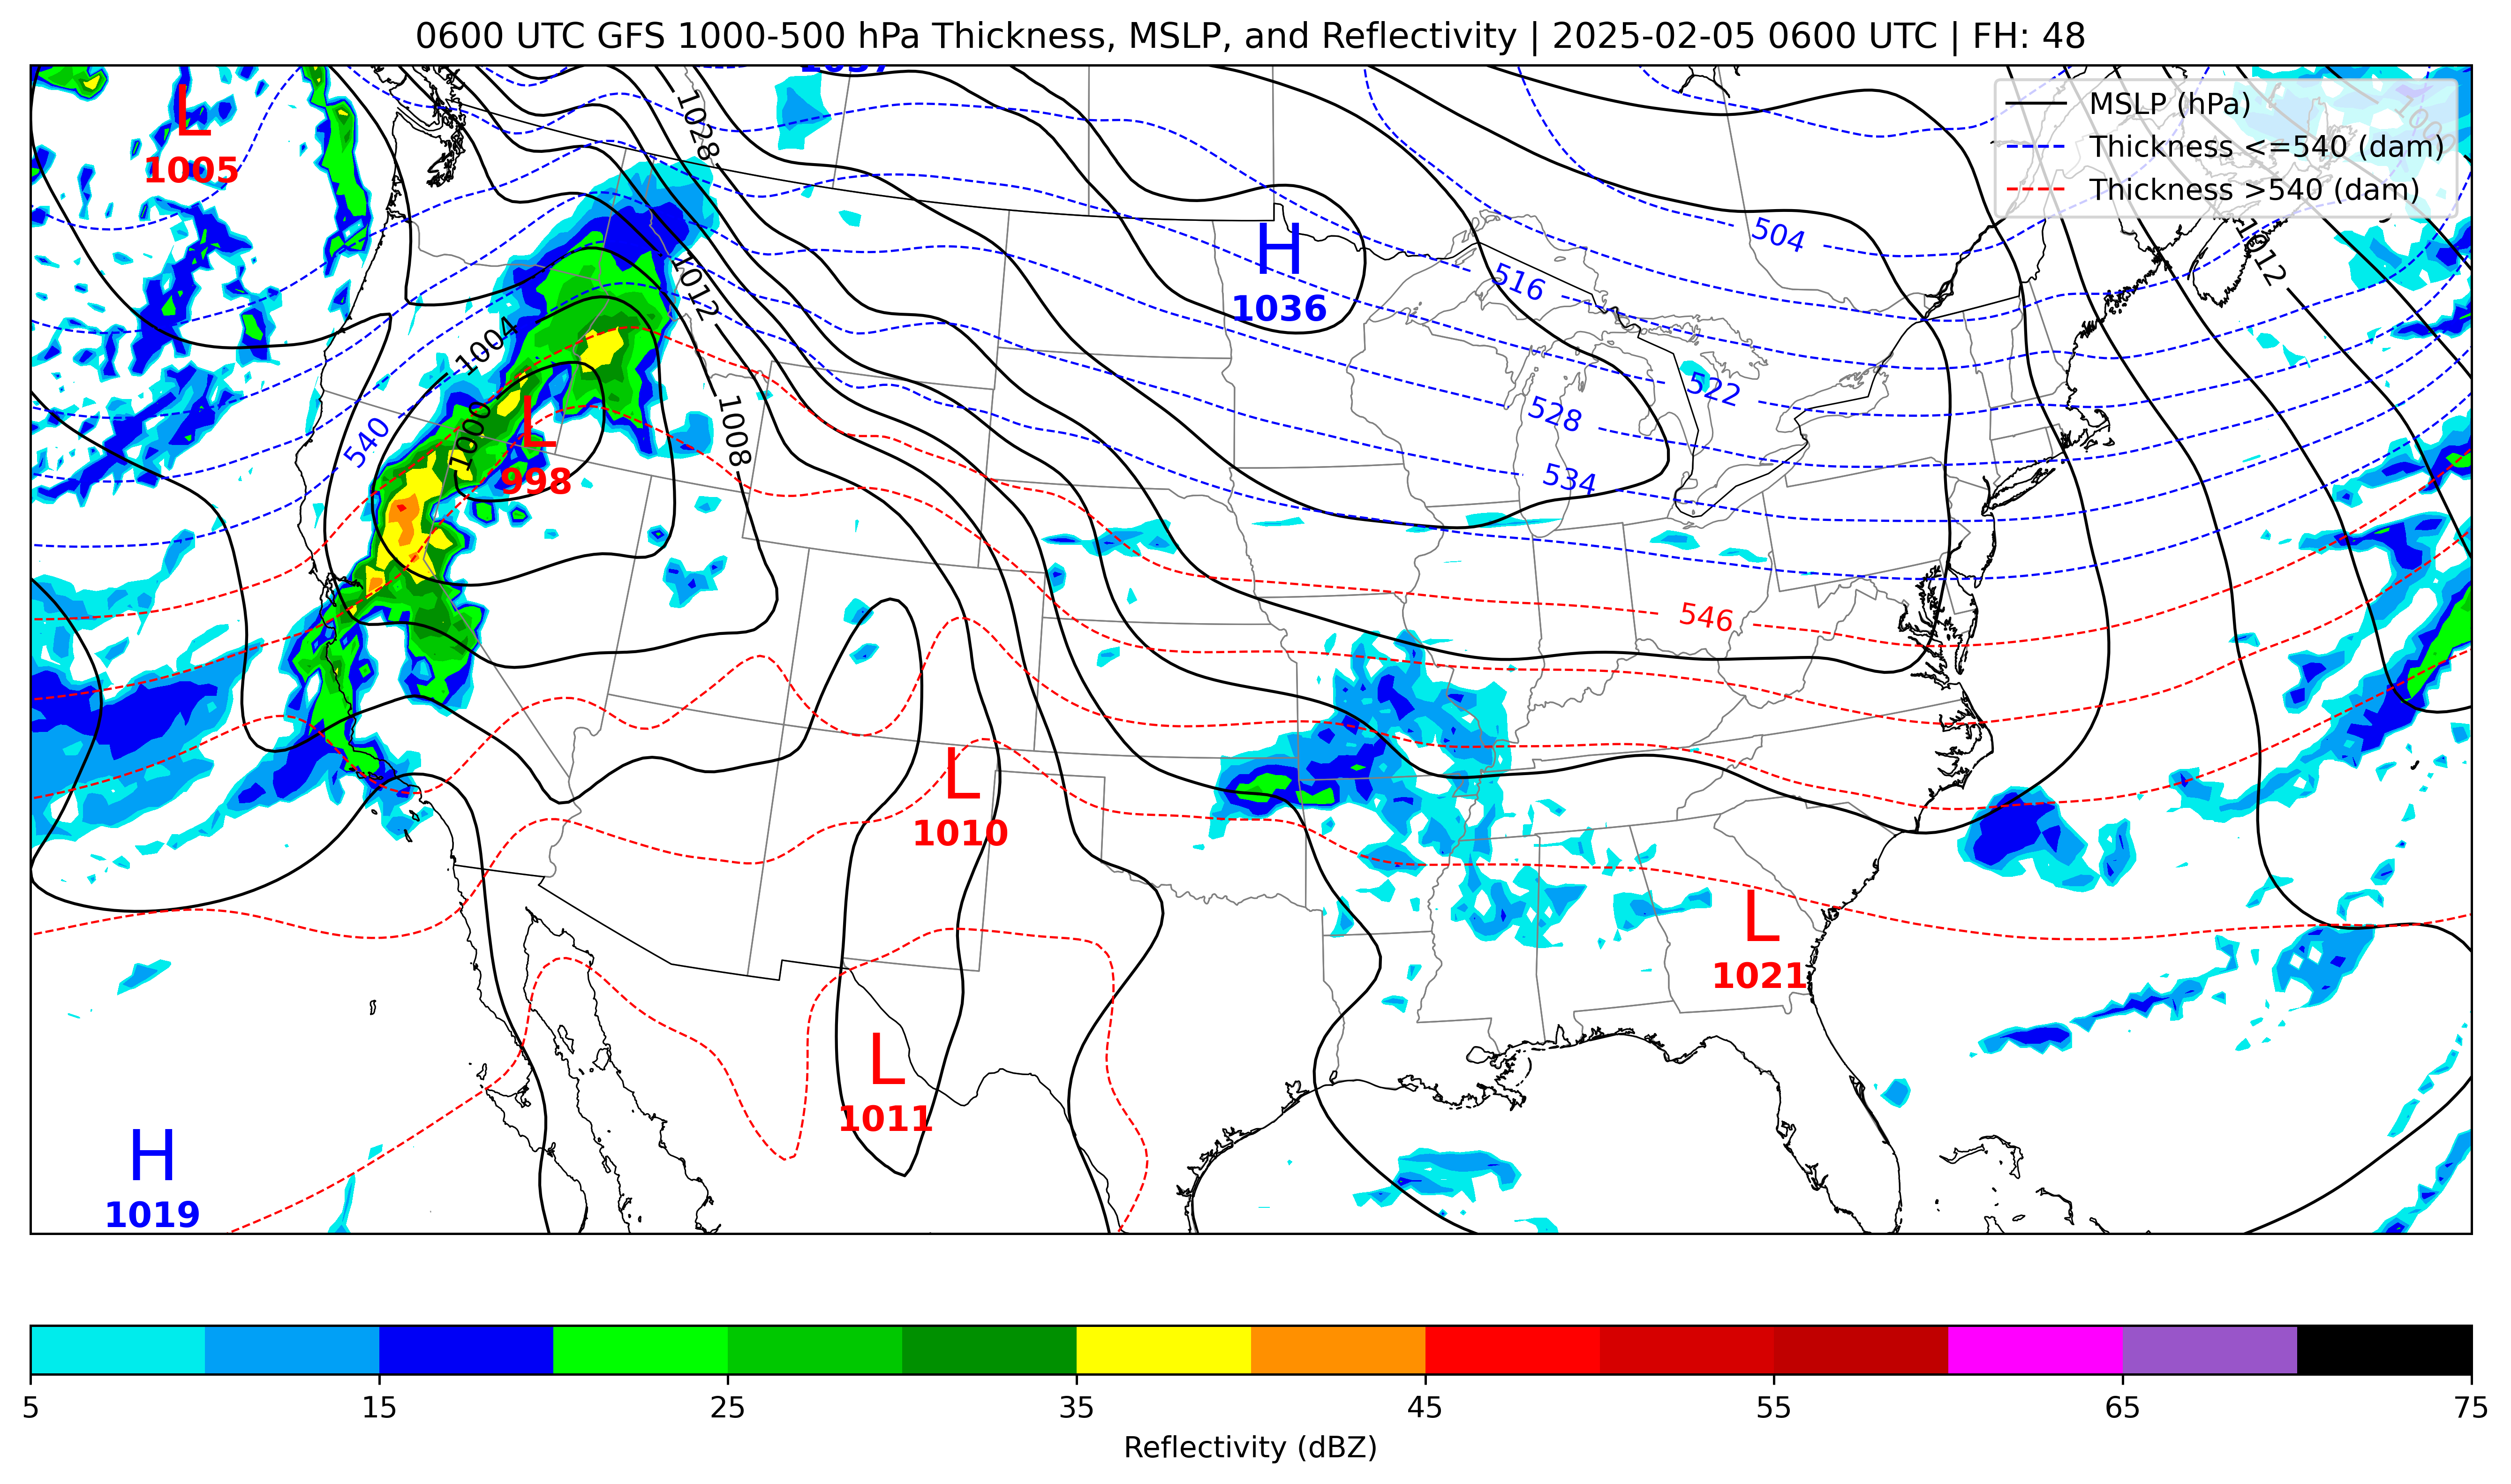 0600 UTC GFS 1000-500 hPa Thickness, MSLP, and Reflectivity | 2025-02-05 0600 UTC | FH: 48
MSLP (hPa)
Thickness <=540 (dam)
Thickness >540 (dam)
L
1005
1028
504
1012
H
1036
516
1012
1004
522
1008
528
540
1000
L
998
534
546
L
1010
L
1021
L
1011
H
1019
5
15
25
35
45
55
65
75
Reflectivity (dBZ)